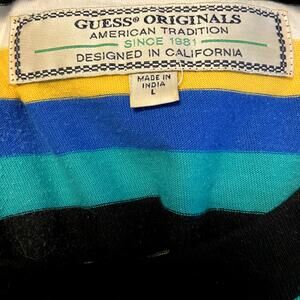 GUESS® ORIGINALS
AMERICAN TRADITION
SINCE 1981
DESIGNED IN CALIFORNIA
MADE IN
INDIA
L